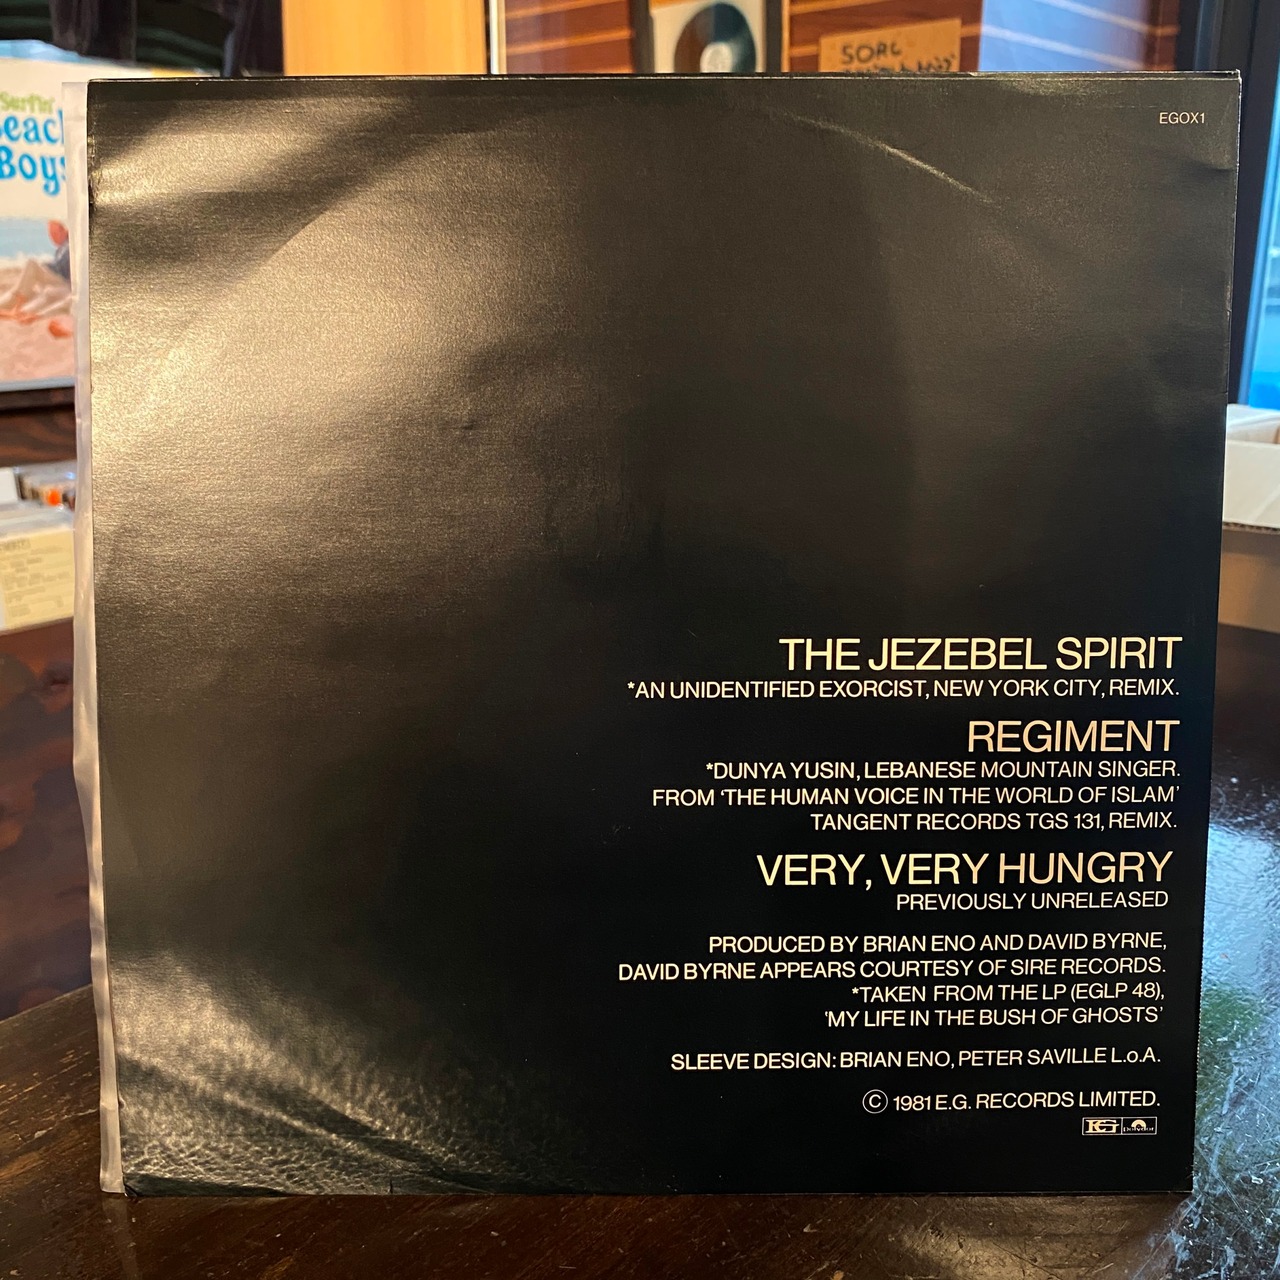 Surfin'
Beach
Boys
SORC
EGOX1
THE JEZEBEL SPIRIT
*AN UNIDENTIFIED EXORCIST, NEW YORK CITY, REMIX.
REGIMENT
*DUNYA YUSIN, LEBANESE MOUNTAIN SINGER.
FROM ‘THE HUMAN VOICE IN THE WORLD OF ISLAM’
TANGENT RECORDS TGS 131, REMIX.
VERY, VERY HUNGRY
PREVIOUSLY UNRELEASED
PRODUCED BY BRIAN ENO AND DAVID BYRNE,
DAVID BYRNE APPEARS COURTESY OF SIRE RECORDS.
*TAKEN FROM THE LP (EGLP 48),
‘MY LIFE IN THE BUSH OF GHOSTS’
SLEEVE DESIGN: BRIAN ENO, PETER SAVILLE L.o.A.
© 1981 E.G. RECORDS LIMITED.
EG Polydor